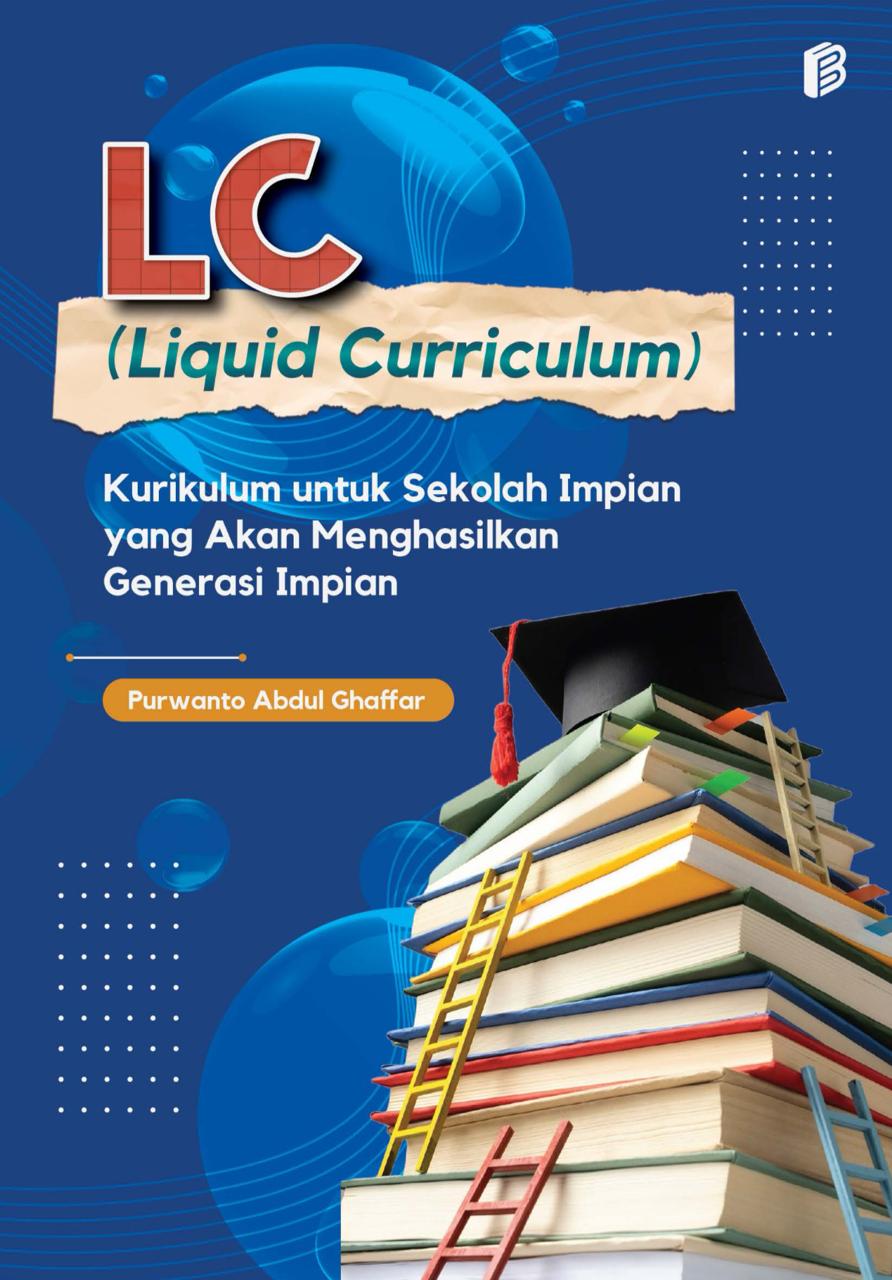 LC
(Liquid Curriculum)
Kurikulum untuk Sekolah Impian
yang Akan Menghasilkan
Generasi Impian
Purwanto Abdul Ghaffar